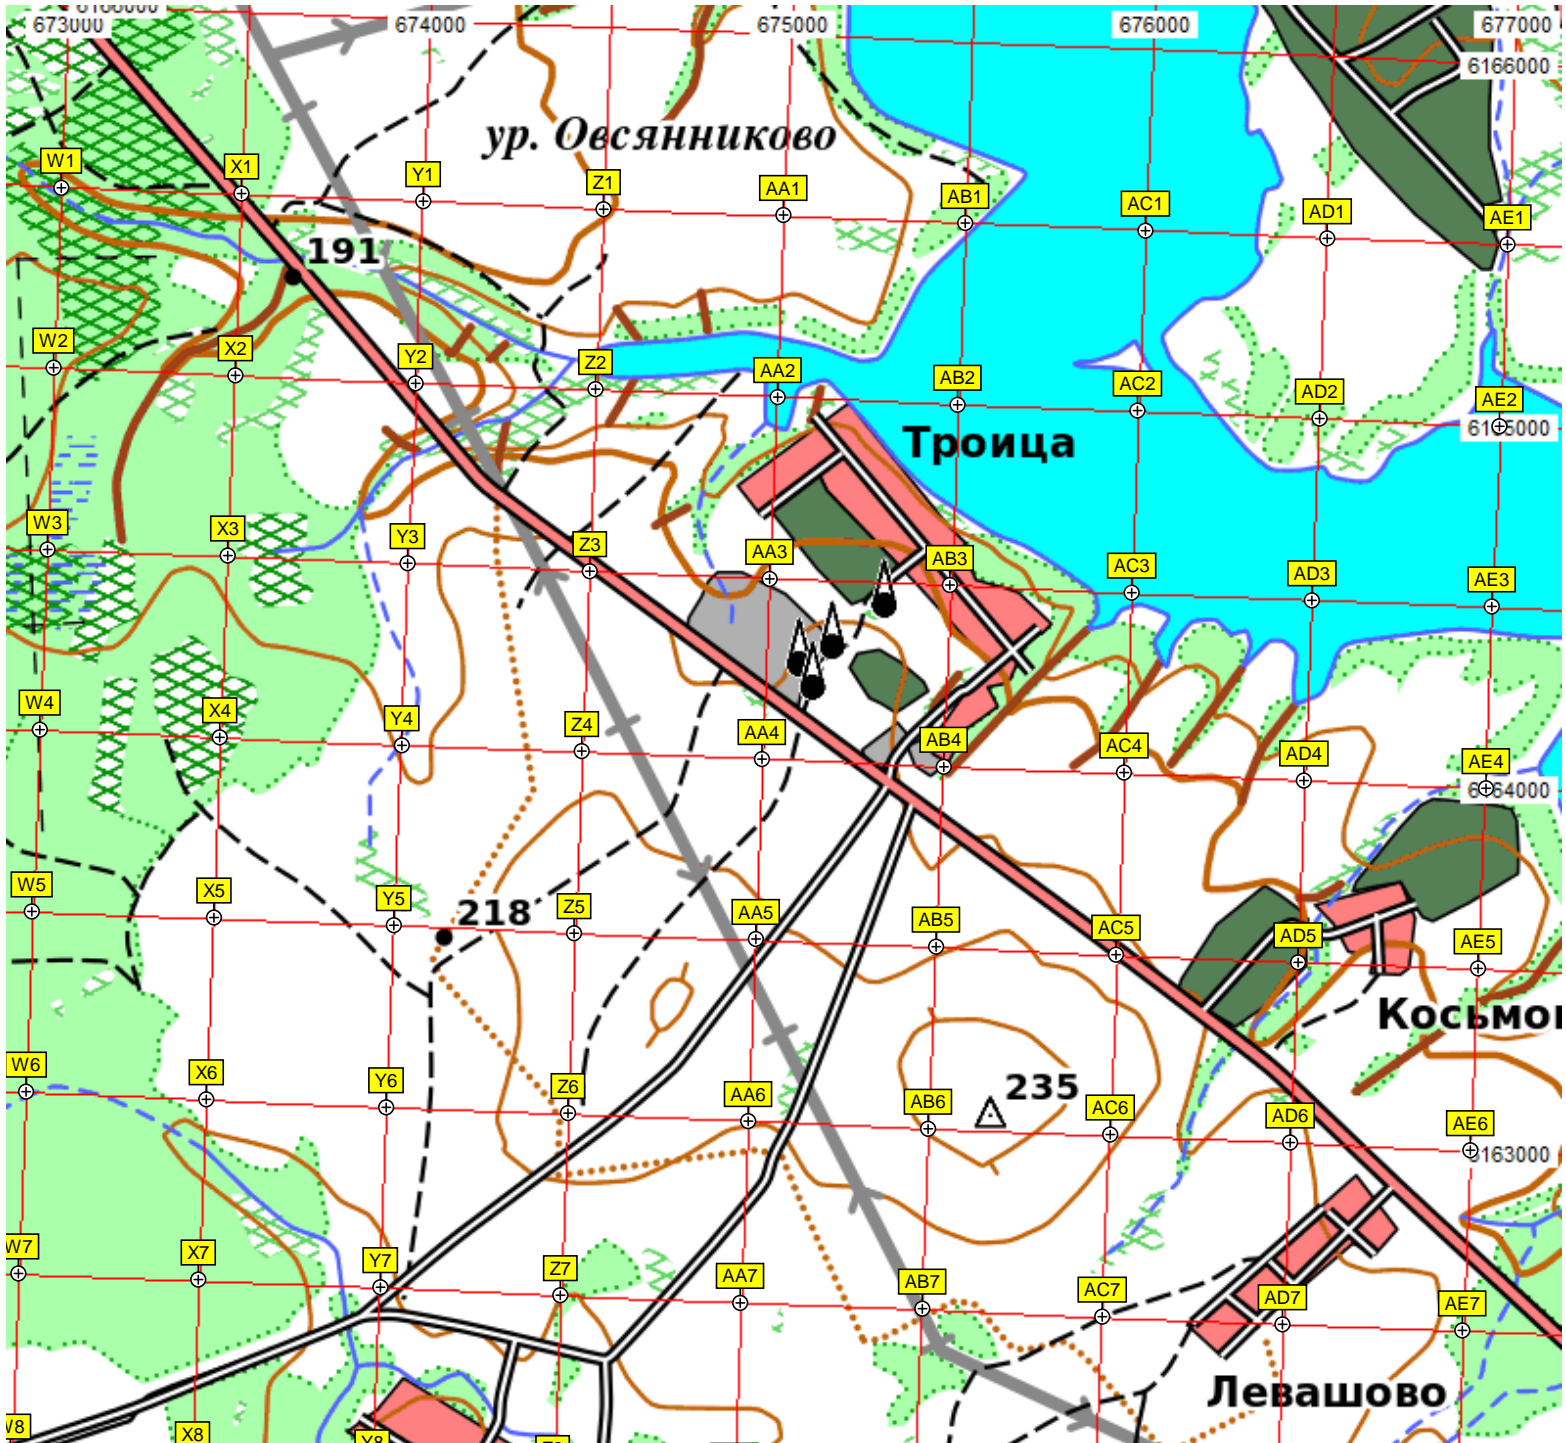 6166000
673000 674000 675000 676000 677000
6166000
ур. Овсянниково
W1 X1 Y1 Z1 AA1 AB1 AC1 AD1 AE1
191
W2 X2 Y2 Z2 AA2 AB2 AC2 AD2 AE2
Троица
W3 X3 Y3 Z3 AA3 AB3 AC3 AD3 AE3
W4 X4 Y4 Z4 AA4 AB4 AC4 AD4 AE4
W5 X5 Y5 Z5 AA5 AB5 AC5 AD5 AE5
218
Косьмо
W6 X6 Y6 Z6 AA6 AB6 AC6 AD6 AE6
235
W7 X7 Y7 Z7 AA7 AB7 AC7 AD7 AE7
Левашово
W8 X8 Y8